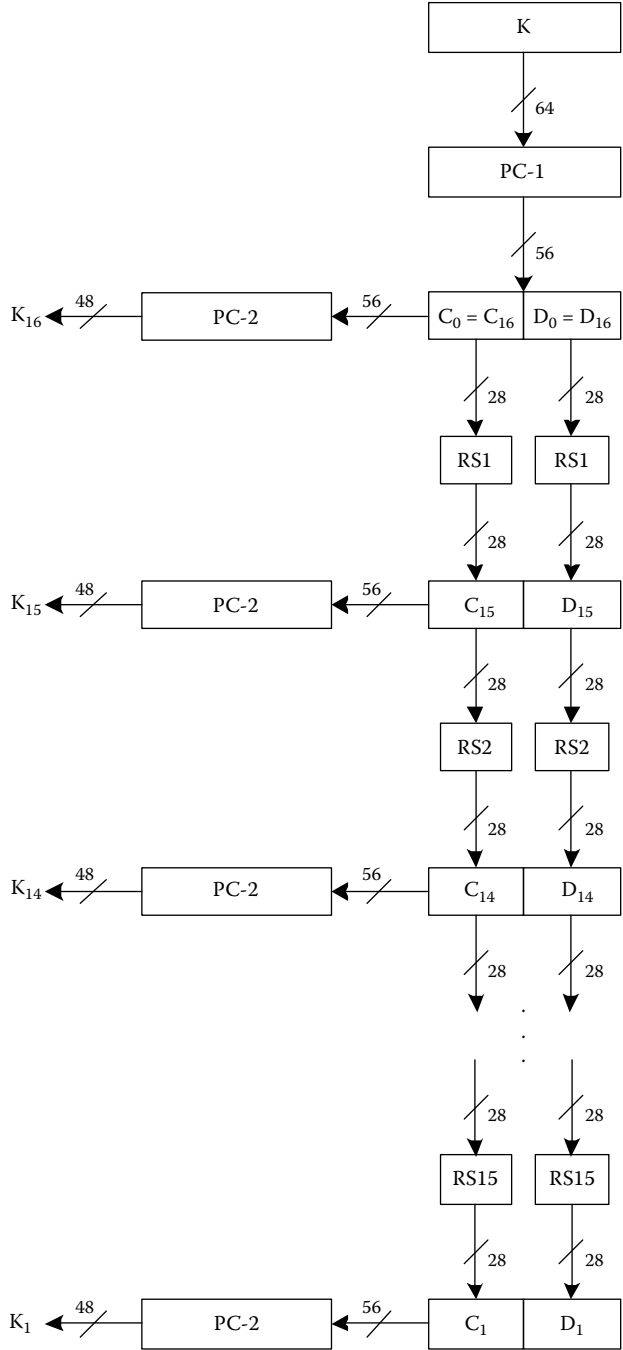 K
64
PC-1
56
K₁₆ 48 PC-2 56 C₀ = C₁₆ D₀ = D₁₆
28 28
RS1 RS1
28 28
K₁₅ 48 PC-2 56 C₁₅ D₁₅
28 28
RS2 RS2
28 28
K₁₄ 48 PC-2 56 C₁₄ D₁₄
28 28
.
.
.
28 28
RS15 RS15
28 28
K₁ 48 PC-2 56 C₁ D₁